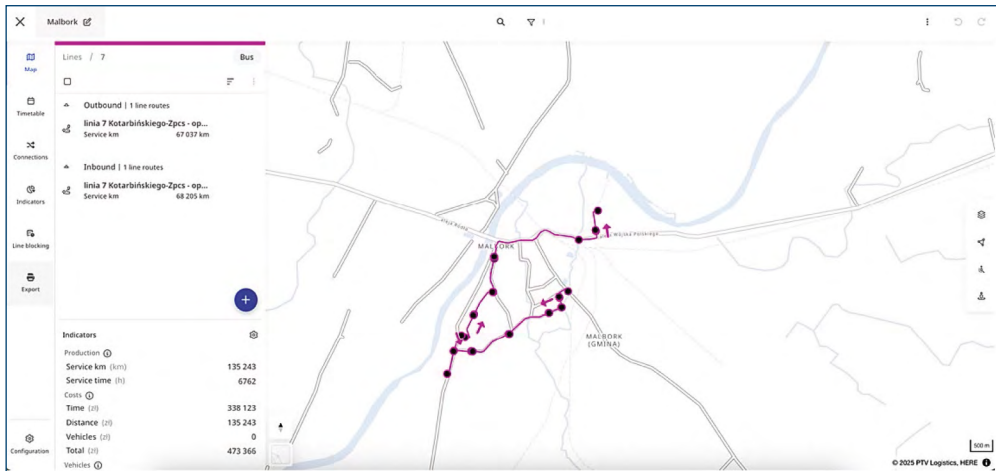 Malbork
Map
Timetable
Connections
Indicators
Line blocking
Export
Configuration
Lines / 7
Bus
Outbound | 1 line routes
linia 7 Kotarbińskiego-Zpcs - op...
Service km 67 037 km
Inbound | 1 line routes
linia 7 Kotarbińskiego-Zpcs - op...
Service km 68 205 km
Indicators
Production
Service km (km) 135 243
Service time (h) 6762
Costs
Time (zł) 338 123
Distance (zł) 135 243
Vehicles (zł) 0
Total (zł) 473 366
Vehicles
MALBORK
Wojska Polskiego
MALBORK
(GMINA)
500 m
© 2025 PTV Logistics, HERE